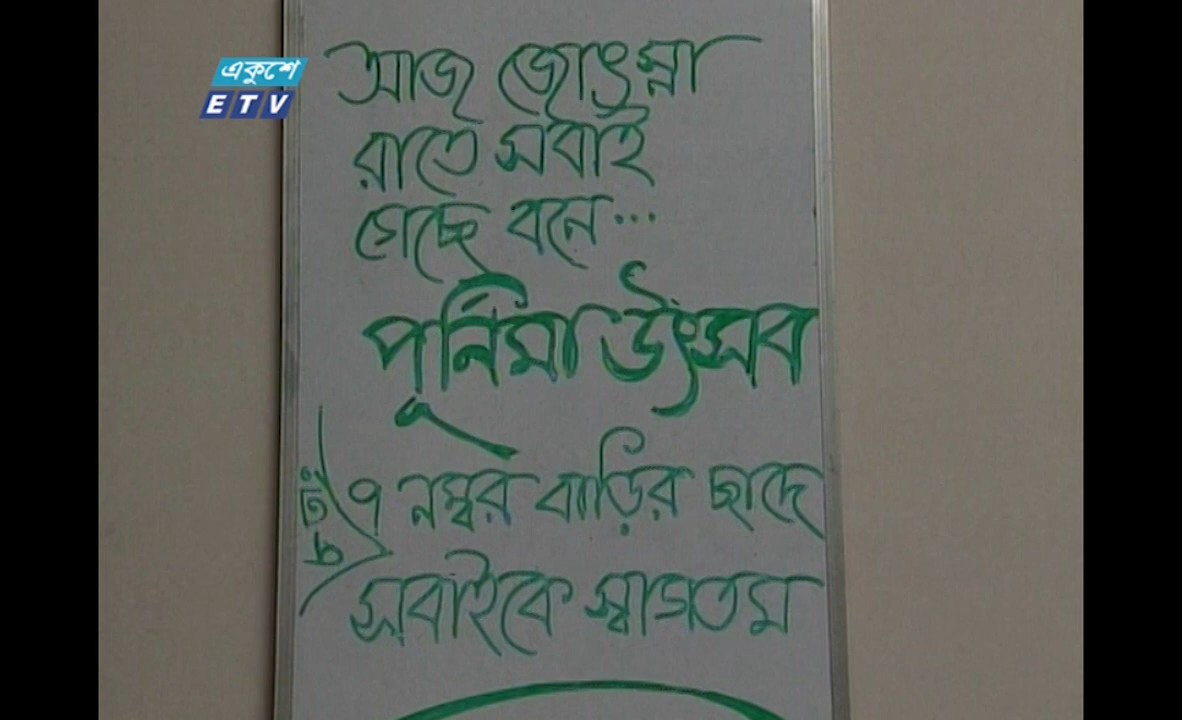 একুশে
ETV
আজ জোৎস্না
রাতে সবাই
গেছে বনে...
পূর্নিমা উৎসব
৭ নম্বর বাড়ির ছাদে
সবাইকে স্বাগতম